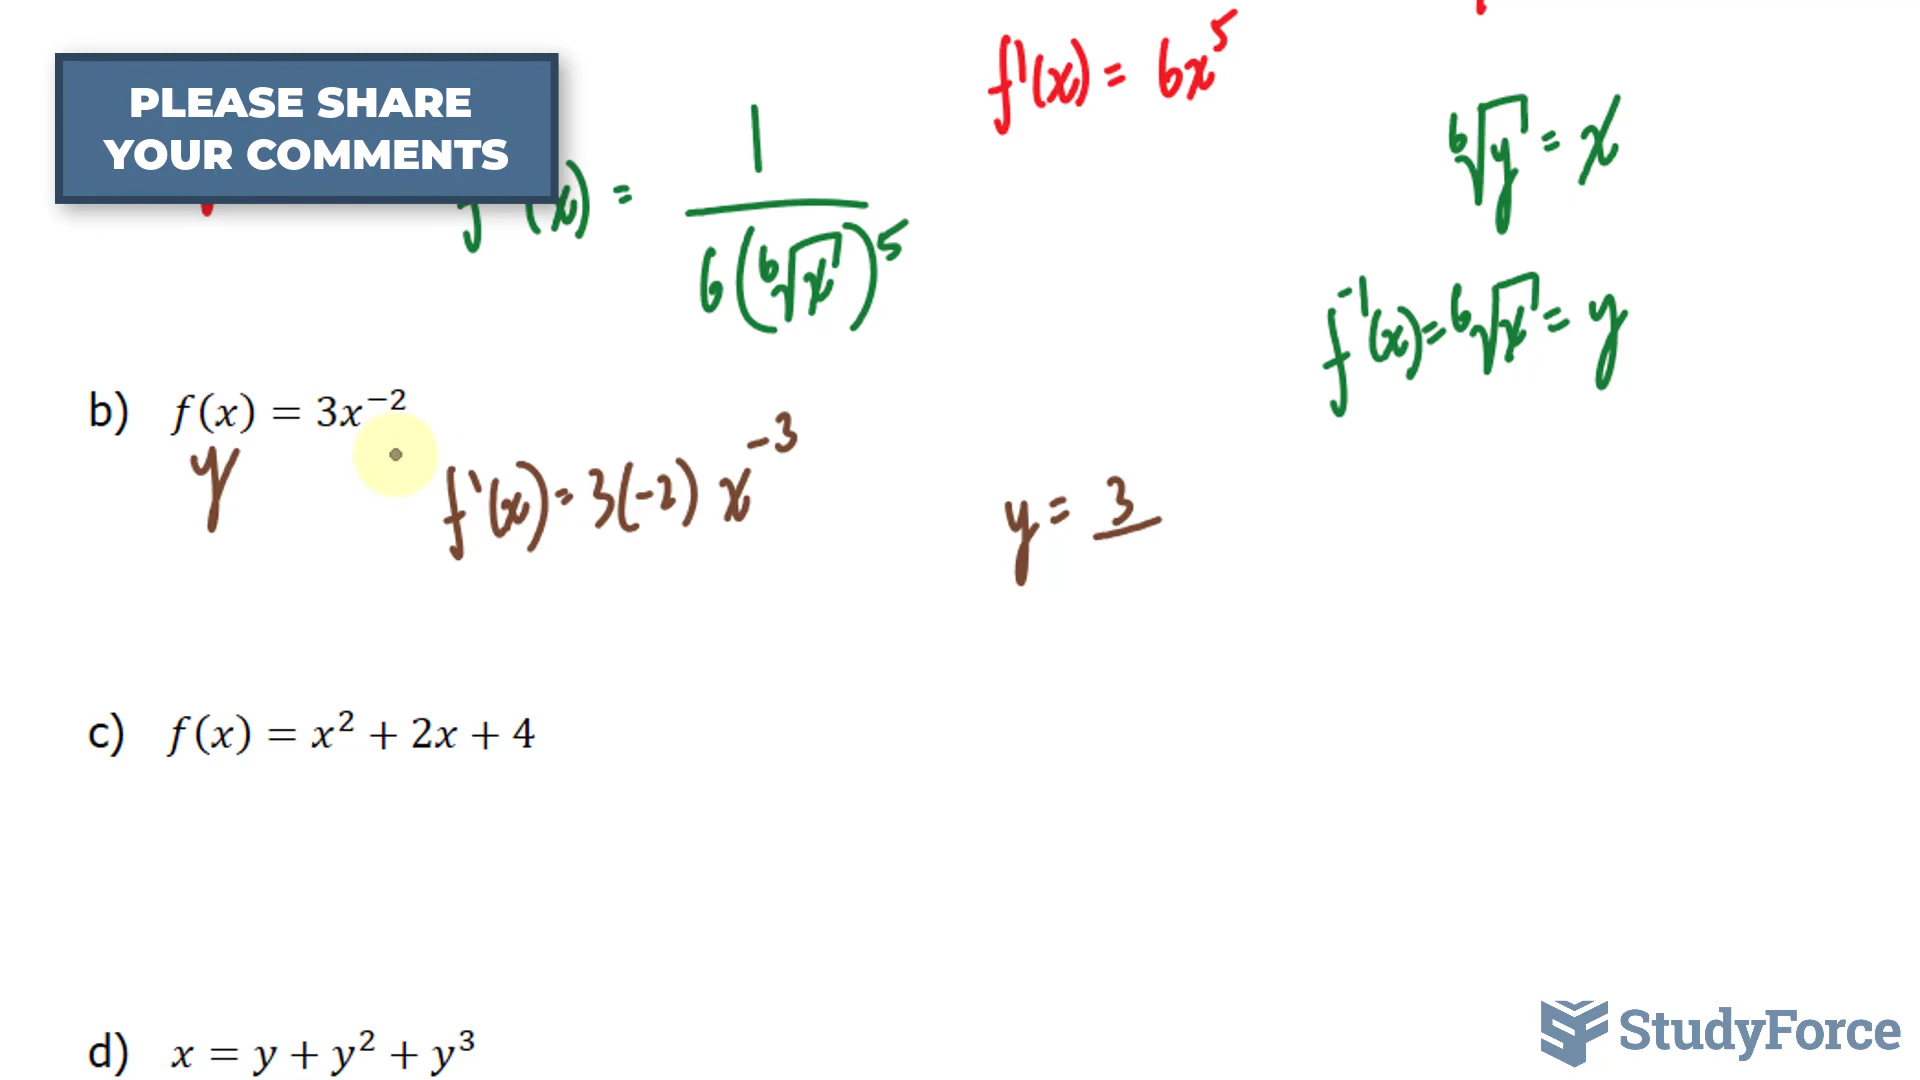 f'(x) = 6x⁵
PLEASE SHARE
YOUR COMMENTS
⁶√y = x
(x) = 1 / 6(⁶√x)⁵
f⁻¹(x) = ⁶√x = y
b) f(x) = 3x⁻²
y
f'(x) = 3(-2) x⁻³
y = 3
c) f(x) = x² + 2x + 4
d) x = y + y² + y³
StudyForce